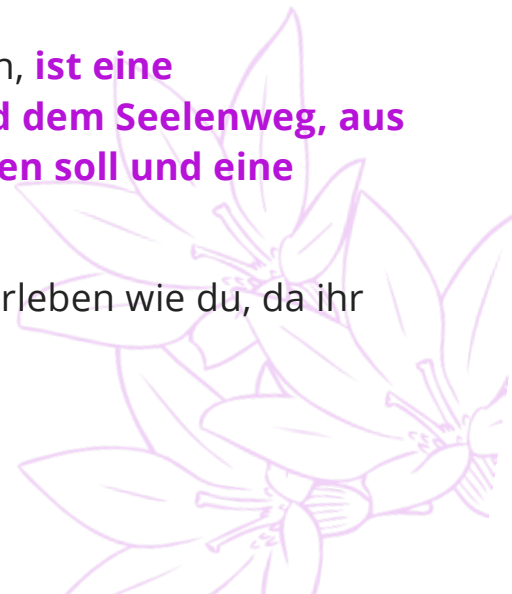 n, ist eine
d dem Seelenweg, aus
en soll und eine
rleben wie du, da ihr